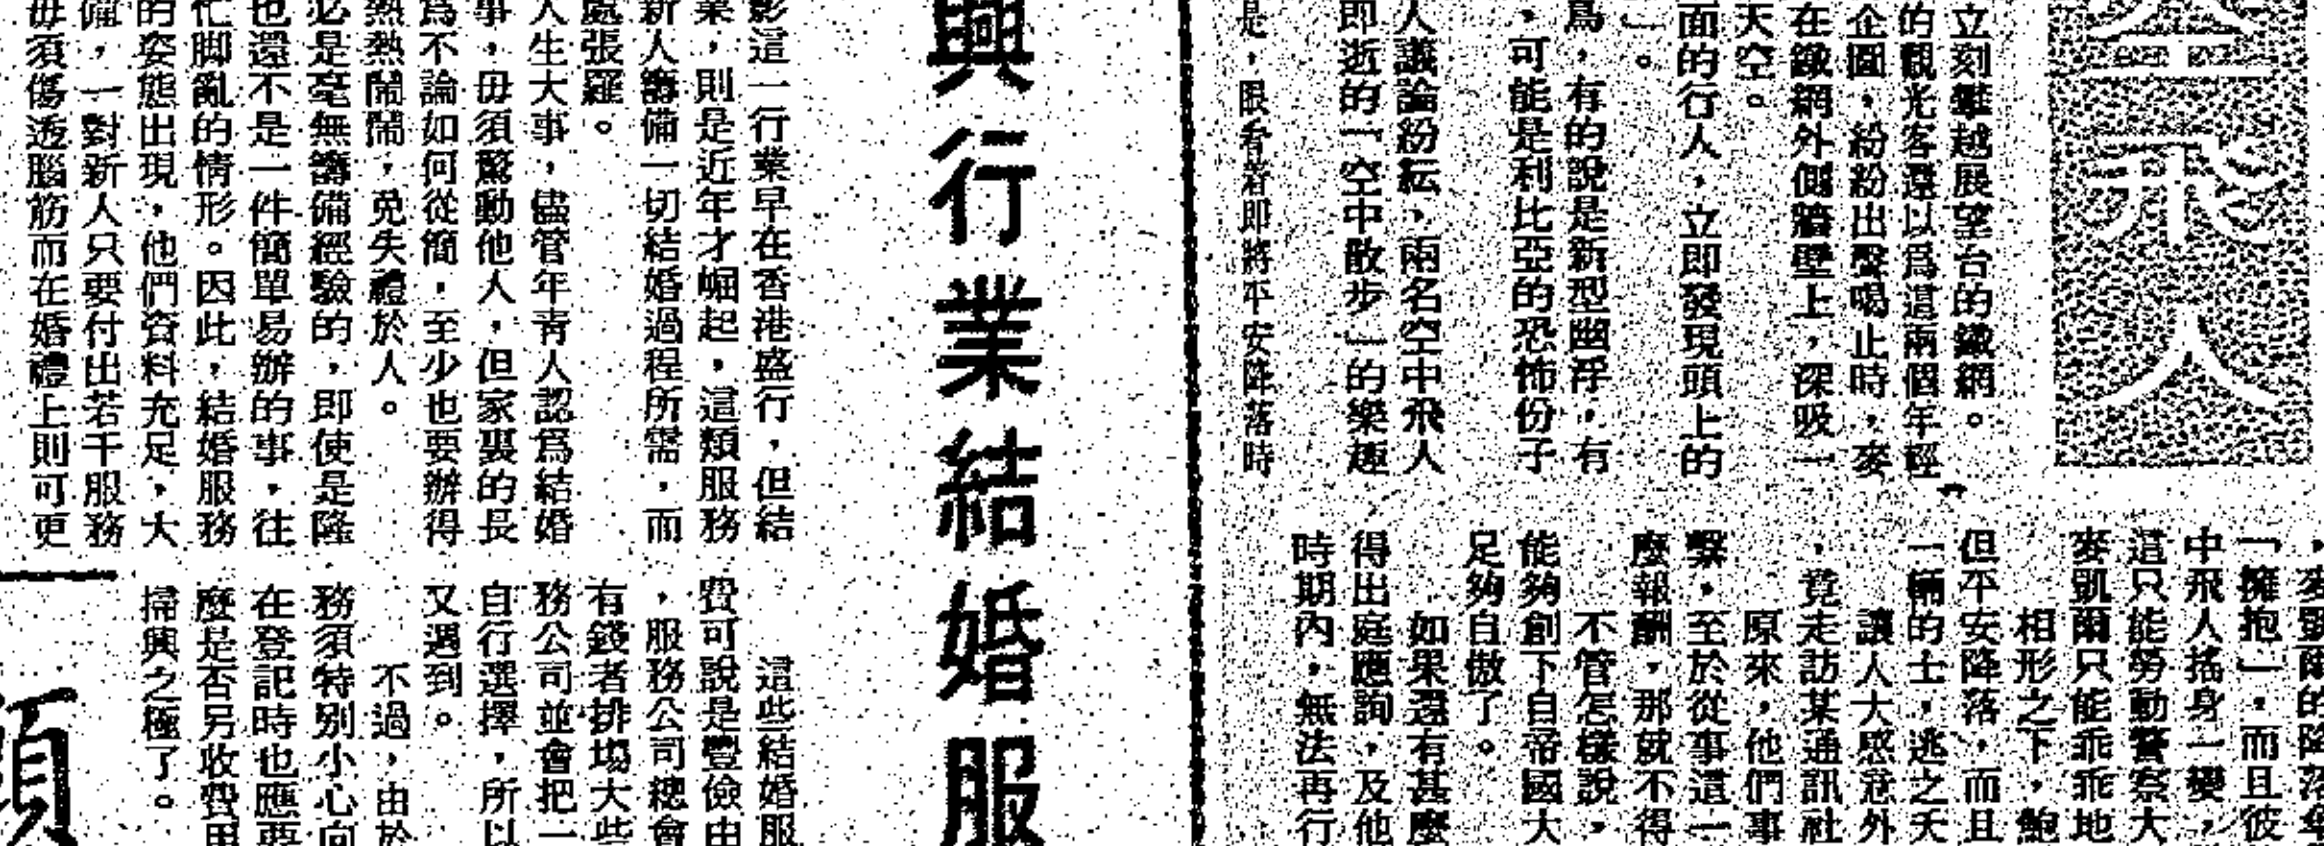 空飛人
立刻攀越展望台的鐵網。
的觀光客還以爲這兩個年輕
企圖，紛紛出聲喝止時，麥
在鐵網外側牆壁上，深吸一
天空。
面的行人，立即發現頭上的
」。
爲，有的說是新型幽浮，有
，可能是利比亞的恐怖份子
人議論紛紜，兩名空中飛人
即逝的「空中散步」的樂趣
是，眼看著即將平安降落時
，麥凱爾的降落
「擁抱」，而且彼
中飛人搖身一變，
這只能勞動警察大
麥凱爾只能乖乖地
相形之下，鮑
但平安降落，而且
一輛的士，逃之夭
讓人大感意外
，竟走訪某通訊社
原來，他們事
繫，至於從事這一
麼報酬，那就不得
不管怎樣說，
能夠創下自帝國大
足夠自傲了。
如果還有甚麼
得出庭應詢，及他
時期內，無法再行
興行業結婚服
影這一行業早在香港盛行，但結
業，則是近年才崛起，這類服務
新人籌備一切結婚過程所需，而
處張羅。
人生大事，儘管年青人認爲結婚
事，毋須驚動他人，但家裏的長
爲不論如何從簡，至少也要辦得
熱熱鬧鬧，免失禮於人。
必是毫無籌備經驗的，即使是隆
也還不是一件簡單易辦的事，往
忙脚亂的情形。因此，結婚服務
的姿態出現，他們資料充足，大
備，一對新人只要付出若干服務
毋須傷透腦筋而在婚禮上則可更
這些結婚服
費可說是豐儉由
，服務公司總會
有錢者排場大些
務公司並會把一
自行選擇，所以
又遇到。
不過，由於
務須特別小心向
在登記時也應要
麼是否另收費用
掃興之極了。